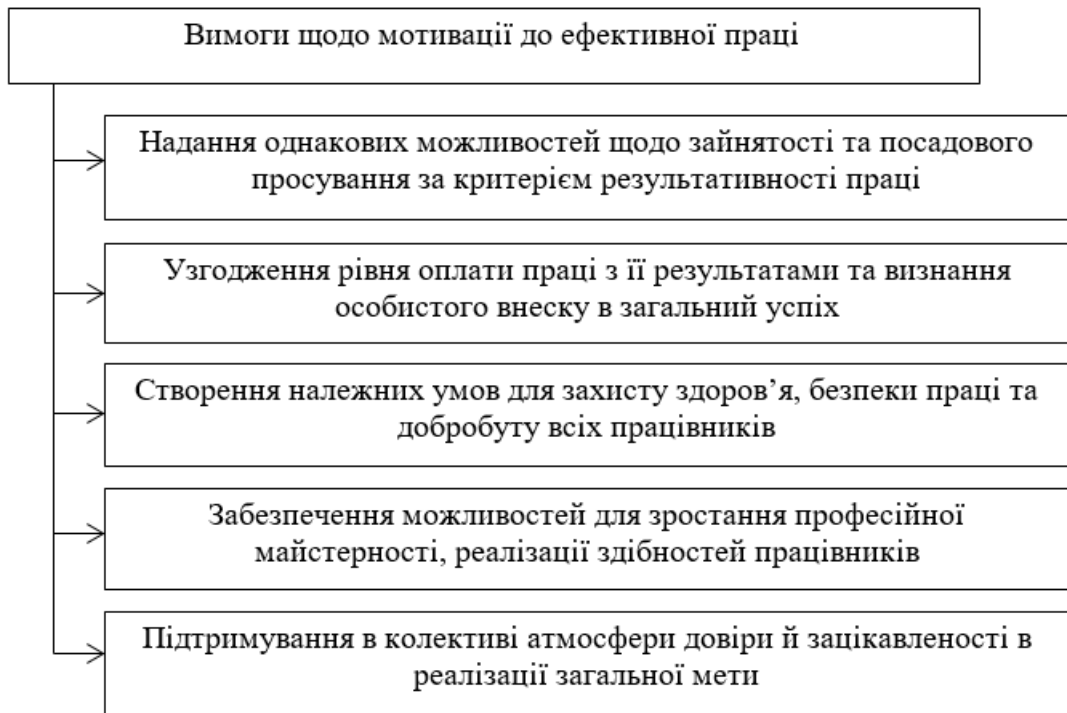 Вимоги щодо мотивації до ефективної праці
Надання однакових можливостей щодо зайнятості та посадового
просування за критерієм результативності праці
Узгодження рівня оплати праці з її результатами та визнання
особистого внеску в загальний успіх
Створення належних умов для захисту здоров’я, безпеки праці та
добробуту всіх працівників
Забезпечення можливостей для зростання професійної
майстерності, реалізації здібностей працівників
Підтримування в колективі атмосфери довіри й зацікавленості в
реалізації загальної мети